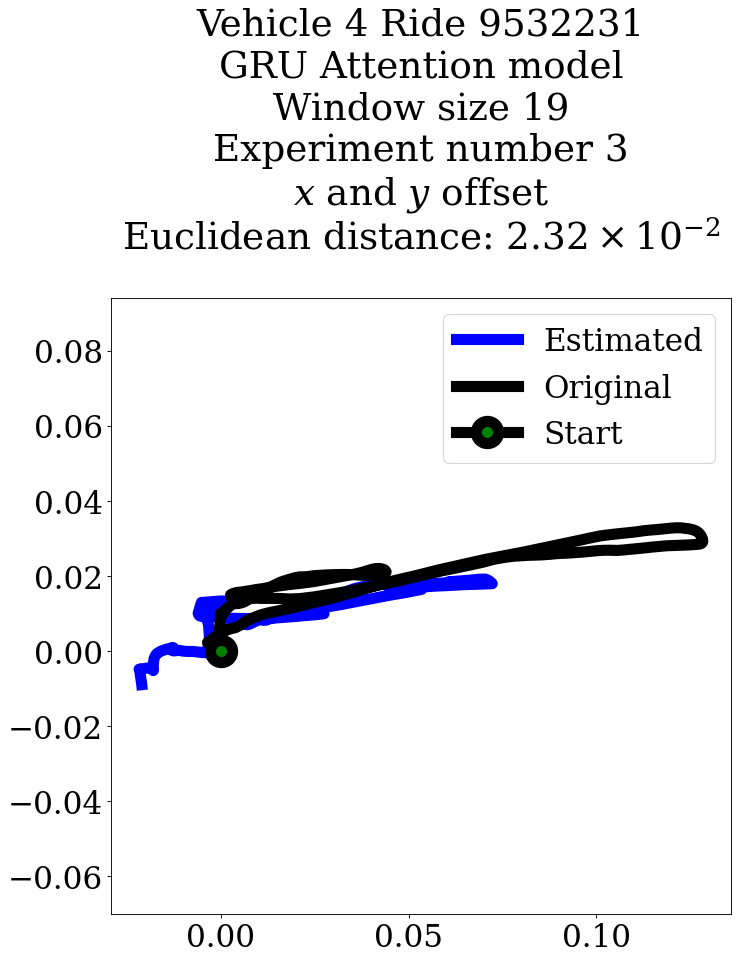 Vehicle 4 Ride 9532231
GRU Attention model
Window size 19
Experiment number 3
x and y offset
Euclidean distance: 2.32 × 10⁻²
Estimated
Original
Start
0.08
0.06
0.04
0.02
0.00
−0.02
−0.04
−0.06
0.00 0.05 0.10